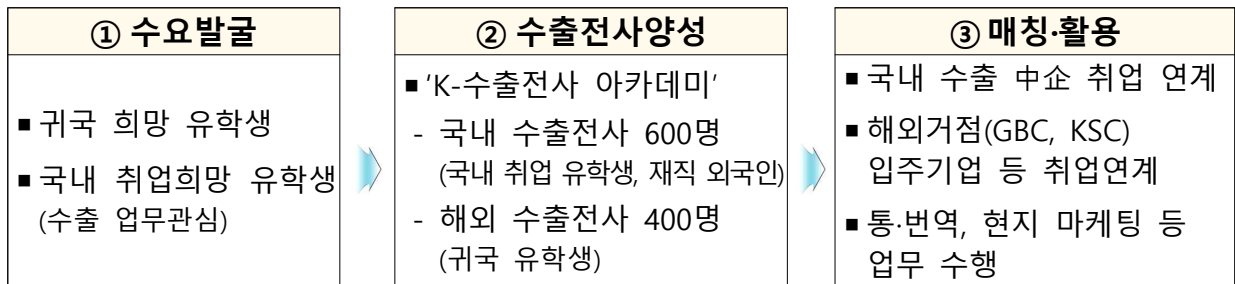 ① 수요발굴
■ 귀국 희망 유학생
■ 국내 취업희망 유학생
(수출 업무관심)
② 수출전사양성
■ 'K-수출전사 아카데미'
- 국내 수출전사 600명
(국내 취업 유학생, 재직 외국인)
- 해외 수출전사 400명
(귀국 유학생)
③ 매칭·활용
■ 국내 수출 中企 취업 연계
■ 해외거점(GBC, KSC)
입주기업 등 취업연계
■ 통·번역, 현지 마케팅 등
업무 수행